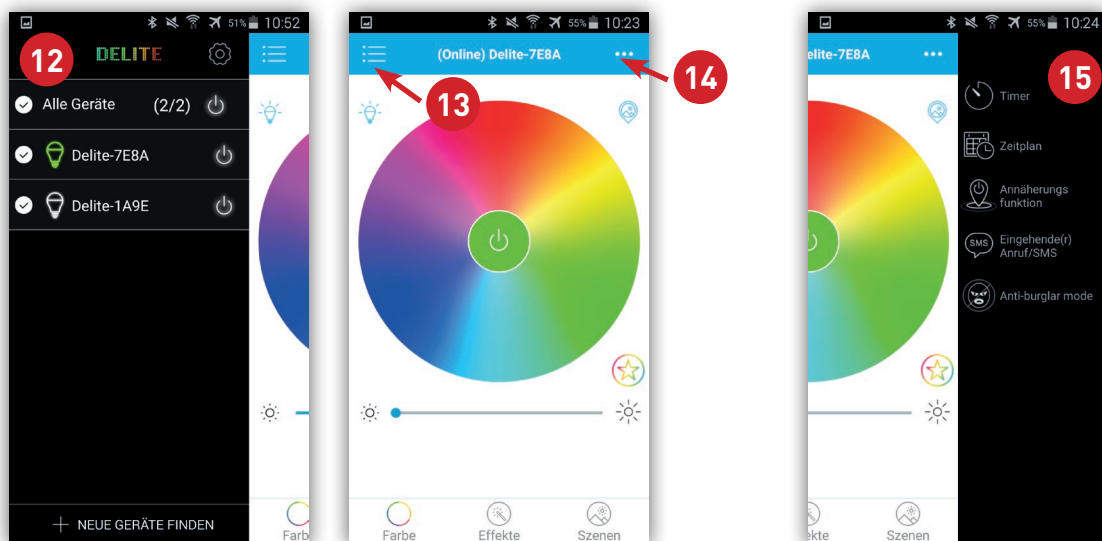 51% 10:52
12
DELITE
Alle Geräte (2/2)
Delite-7E8A
Delite-1A9E
NEUE GERÄTE FINDEN
Farb
55% 10:23
(Online) Delite-7E8A
13
14
Farbe Effekte Szenen
55% 10:24
elite-7E8A
15
Timer
Zeitplan
Annäherungs
funktion
SMS
Eingehende(r)
Anruf/SMS
Anti-burglar mode
ekte Szenen